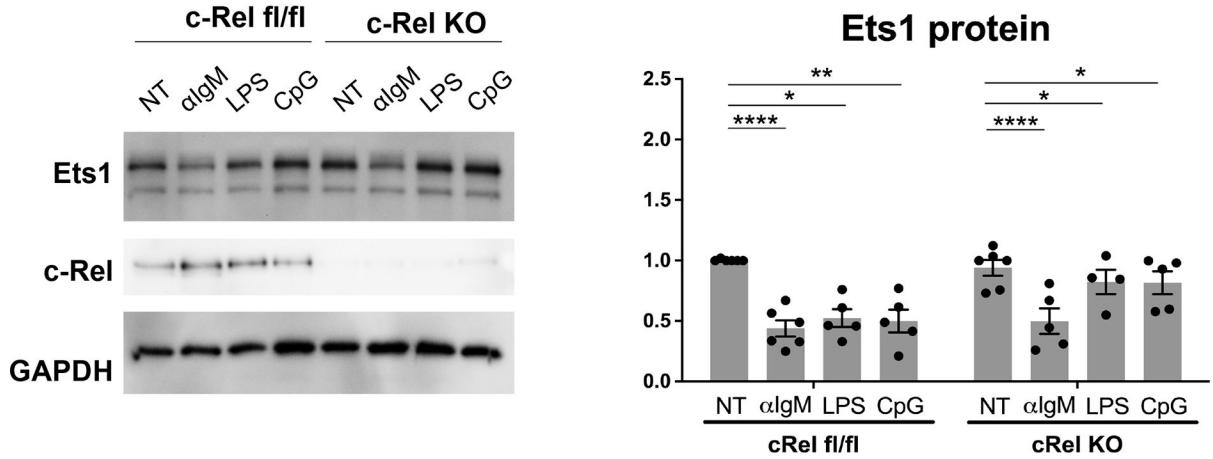 c-Rel fl/fl c-Rel KO
NT αIgM LPS CpG NT αIgM LPS CpG
Ets1
c-Rel
GAPDH
Ets1 protein
2.5
2.0
1.5
1.0
0.5
0.0
** * ****
* * ****
NT αIgM LPS CpG NT αIgM LPS CpG
cRel fl/fl cRel KO